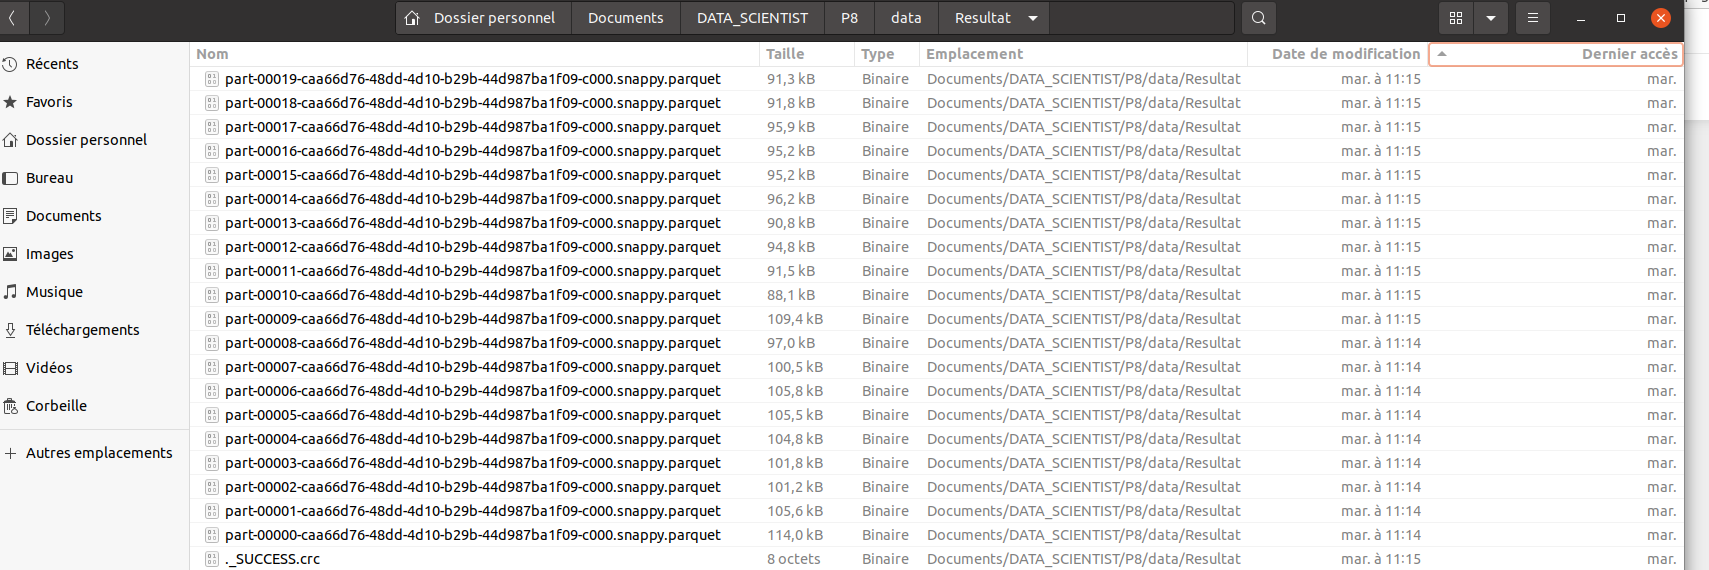 Dossier personnel Documents DATA_SCIENTIST P8 data Resultat
Nom Taille Type Emplacement Date de modification Dernier accès
Récents
Favoris
Dossier personnel
Bureau
Documents
Images
Musique
Téléchargements
Vidéos
Corbeille
+ Autres emplacements
part-00019-caa66d76-48dd-4d10-b29b-44d987ba1f09-c000.snappy.parquet 91,3 kB Binaire Documents/DATA_SCIENTIST/P8/data/Resultat mar. à 11:15 mar.
part-00018-caa66d76-48dd-4d10-b29b-44d987ba1f09-c000.snappy.parquet 91,8 kB Binaire Documents/DATA_SCIENTIST/P8/data/Resultat mar. à 11:15 mar.
part-00017-caa66d76-48dd-4d10-b29b-44d987ba1f09-c000.snappy.parquet 95,9 kB Binaire Documents/DATA_SCIENTIST/P8/data/Resultat mar. à 11:15 mar.
part-00016-caa66d76-48dd-4d10-b29b-44d987ba1f09-c000.snappy.parquet 95,2 kB Binaire Documents/DATA_SCIENTIST/P8/data/Resultat mar. à 11:15 mar.
part-00015-caa66d76-48dd-4d10-b29b-44d987ba1f09-c000.snappy.parquet 95,2 kB Binaire Documents/DATA_SCIENTIST/P8/data/Resultat mar. à 11:15 mar.
part-00014-caa66d76-48dd-4d10-b29b-44d987ba1f09-c000.snappy.parquet 96,2 kB Binaire Documents/DATA_SCIENTIST/P8/data/Resultat mar. à 11:15 mar.
part-00013-caa66d76-48dd-4d10-b29b-44d987ba1f09-c000.snappy.parquet 90,8 kB Binaire Documents/DATA_SCIENTIST/P8/data/Resultat mar. à 11:15 mar.
part-00012-caa66d76-48dd-4d10-b29b-44d987ba1f09-c000.snappy.parquet 94,8 kB Binaire Documents/DATA_SCIENTIST/P8/data/Resultat mar. à 11:15 mar.
part-00011-caa66d76-48dd-4d10-b29b-44d987ba1f09-c000.snappy.parquet 91,5 kB Binaire Documents/DATA_SCIENTIST/P8/data/Resultat mar. à 11:15 mar.
part-00010-caa66d76-48dd-4d10-b29b-44d987ba1f09-c000.snappy.parquet 88,1 kB Binaire Documents/DATA_SCIENTIST/P8/data/Resultat mar. à 11:15 mar.
part-00009-caa66d76-48dd-4d10-b29b-44d987ba1f09-c000.snappy.parquet 109,4 kB Binaire Documents/DATA_SCIENTIST/P8/data/Resultat mar. à 11:15 mar.
part-00008-caa66d76-48dd-4d10-b29b-44d987ba1f09-c000.snappy.parquet 97,0 kB Binaire Documents/DATA_SCIENTIST/P8/data/Resultat mar. à 11:14 mar.
part-00007-caa66d76-48dd-4d10-b29b-44d987ba1f09-c000.snappy.parquet 100,5 kB Binaire Documents/DATA_SCIENTIST/P8/data/Resultat mar. à 11:14 mar.
part-00006-caa66d76-48dd-4d10-b29b-44d987ba1f09-c000.snappy.parquet 105,8 kB Binaire Documents/DATA_SCIENTIST/P8/data/Resultat mar. à 11:14 mar.
part-00005-caa66d76-48dd-4d10-b29b-44d987ba1f09-c000.snappy.parquet 105,5 kB Binaire Documents/DATA_SCIENTIST/P8/data/Resultat mar. à 11:14 mar.
part-00004-caa66d76-48dd-4d10-b29b-44d987ba1f09-c000.snappy.parquet 104,8 kB Binaire Documents/DATA_SCIENTIST/P8/data/Resultat mar. à 11:14 mar.
part-00003-caa66d76-48dd-4d10-b29b-44d987ba1f09-c000.snappy.parquet 101,8 kB Binaire Documents/DATA_SCIENTIST/P8/data/Resultat mar. à 11:14 mar.
part-00002-caa66d76-48dd-4d10-b29b-44d987ba1f09-c000.snappy.parquet 101,2 kB Binaire Documents/DATA_SCIENTIST/P8/data/Resultat mar. à 11:14 mar.
part-00001-caa66d76-48dd-4d10-b29b-44d987ba1f09-c000.snappy.parquet 105,6 kB Binaire Documents/DATA_SCIENTIST/P8/data/Resultat mar. à 11:14 mar.
part-00000-caa66d76-48dd-4d10-b29b-44d987ba1f09-c000.snappy.parquet 114,0 kB Binaire Documents/DATA_SCIENTIST/P8/data/Resultat mar. à 11:14 mar.
._SUCCESS.crc 8 octets Binaire Documents/DATA_SCIENTIST/P8/data/Resultat mar. à 11:15 mar.